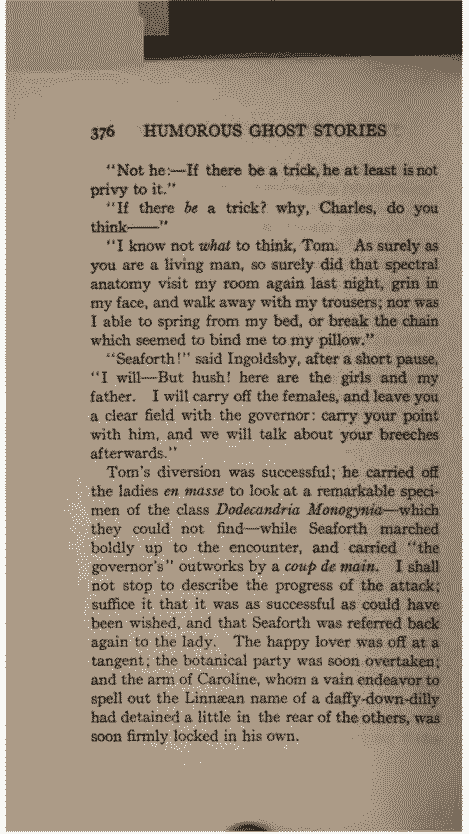 376 HUMOROUS GHOST STORIES
"Not he:—If there be a trick, he at least is not
privy to it."
"If there be a trick? why, Charles, do you
think——"
"I know not what to think, Tom. As surely as
you are a living man, so surely did that spectral
anatomy visit my room again last night, grin in
my face, and walk away with my trousers; nor was
I able to spring from my bed, or break the chain
which seemed to bind me to my pillow."
"Seaforth!" said Ingoldsby, after a short pause,
"I will—But hush! here are the girls and my
father. I will carry off the females, and leave you
a clear field with the governor: carry your point
with him, and we will talk about your breeches
afterwards."
Tom's diversion was successful; he carried off
the ladies en masse to look at a remarkable speci-
men of the class Dodecandria Monogynia—which
they could not find—while Seaforth marched
boldly up to the encounter, and carried "the
governor's" outworks by a coup de main. I shall
not stop to describe the progress of the attack;
suffice it that it was as successful as could have
been wished, and that Seaforth was referred back
again to the lady. The happy lover was off at a
tangent; the botanical party was soon overtaken;
and the arm of Caroline, whom a vain endeavor to
spell out the Linnæan name of a daffy-down-dilly
had detained a little in the rear of the others, was
soon firmly locked in his own.